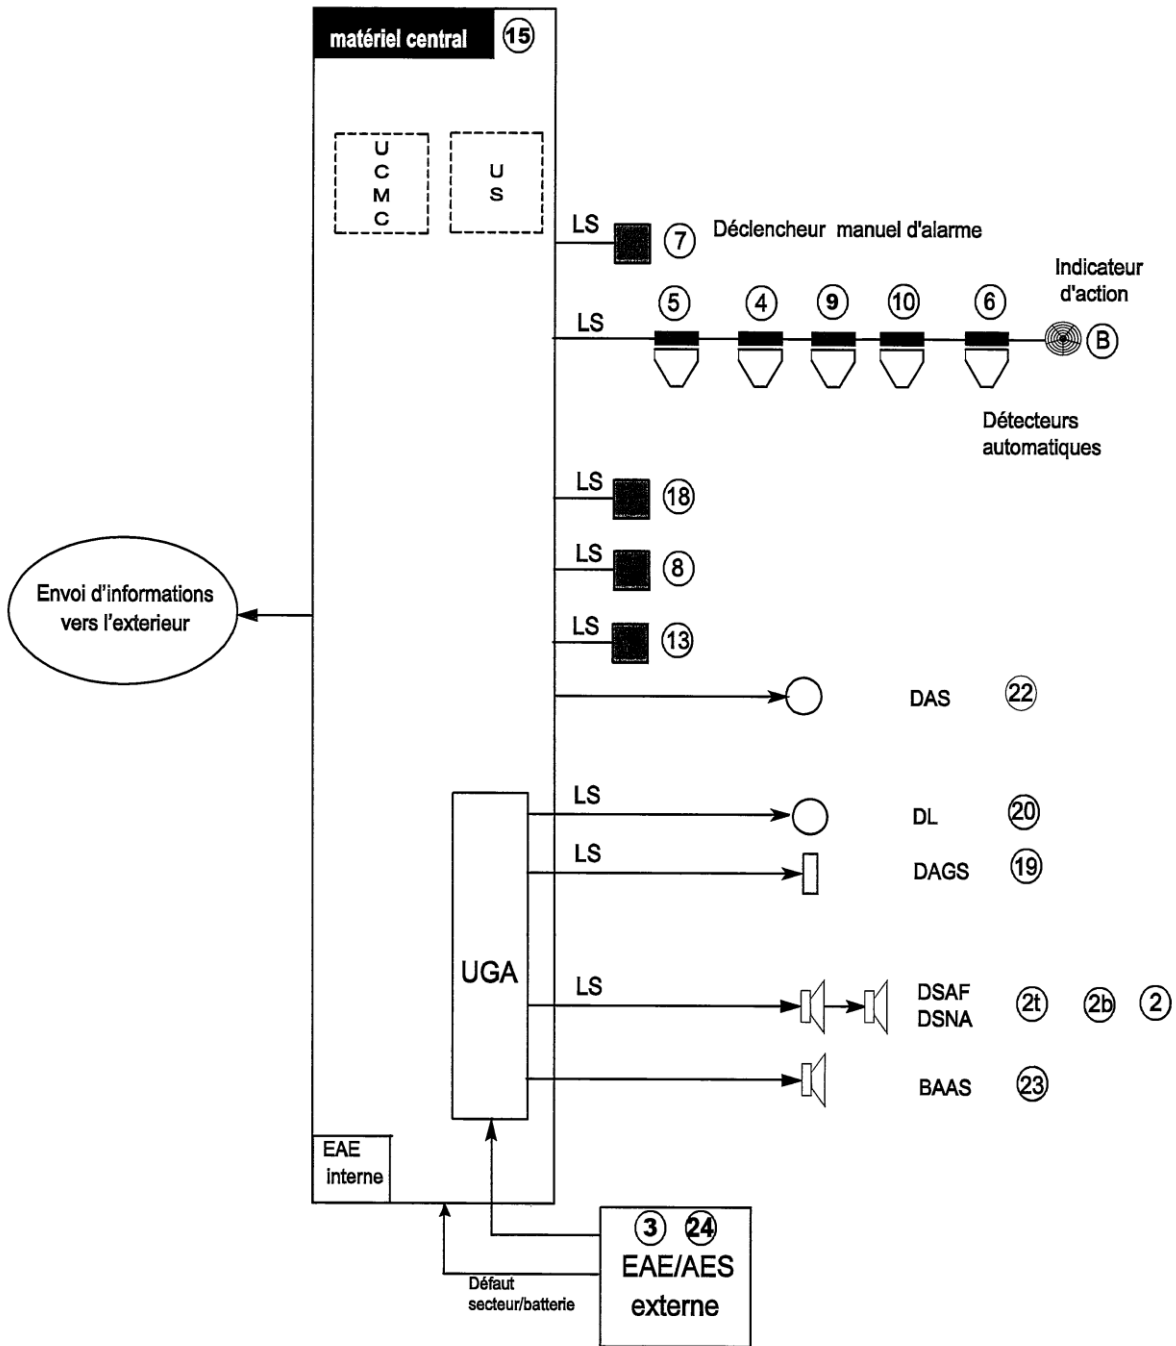 matériel central 15
U
C
M
C
U
S
LS 7 Déclencheur manuel d'alarme
Indicateur
d'action
5 4 9 10 6
LS
B
Détecteurs
automatiques
LS 18
LS 8
Envoi d'informations
vers l'exterieur
LS 13
DAS 22
LS DL 20
LS DAGS 19
UGA
LS DSAF
DSNA 2t 2b 2
BAAS 23
EAE
interne
3 24
EAE/AES
externe
Défaut
secteur/batterie